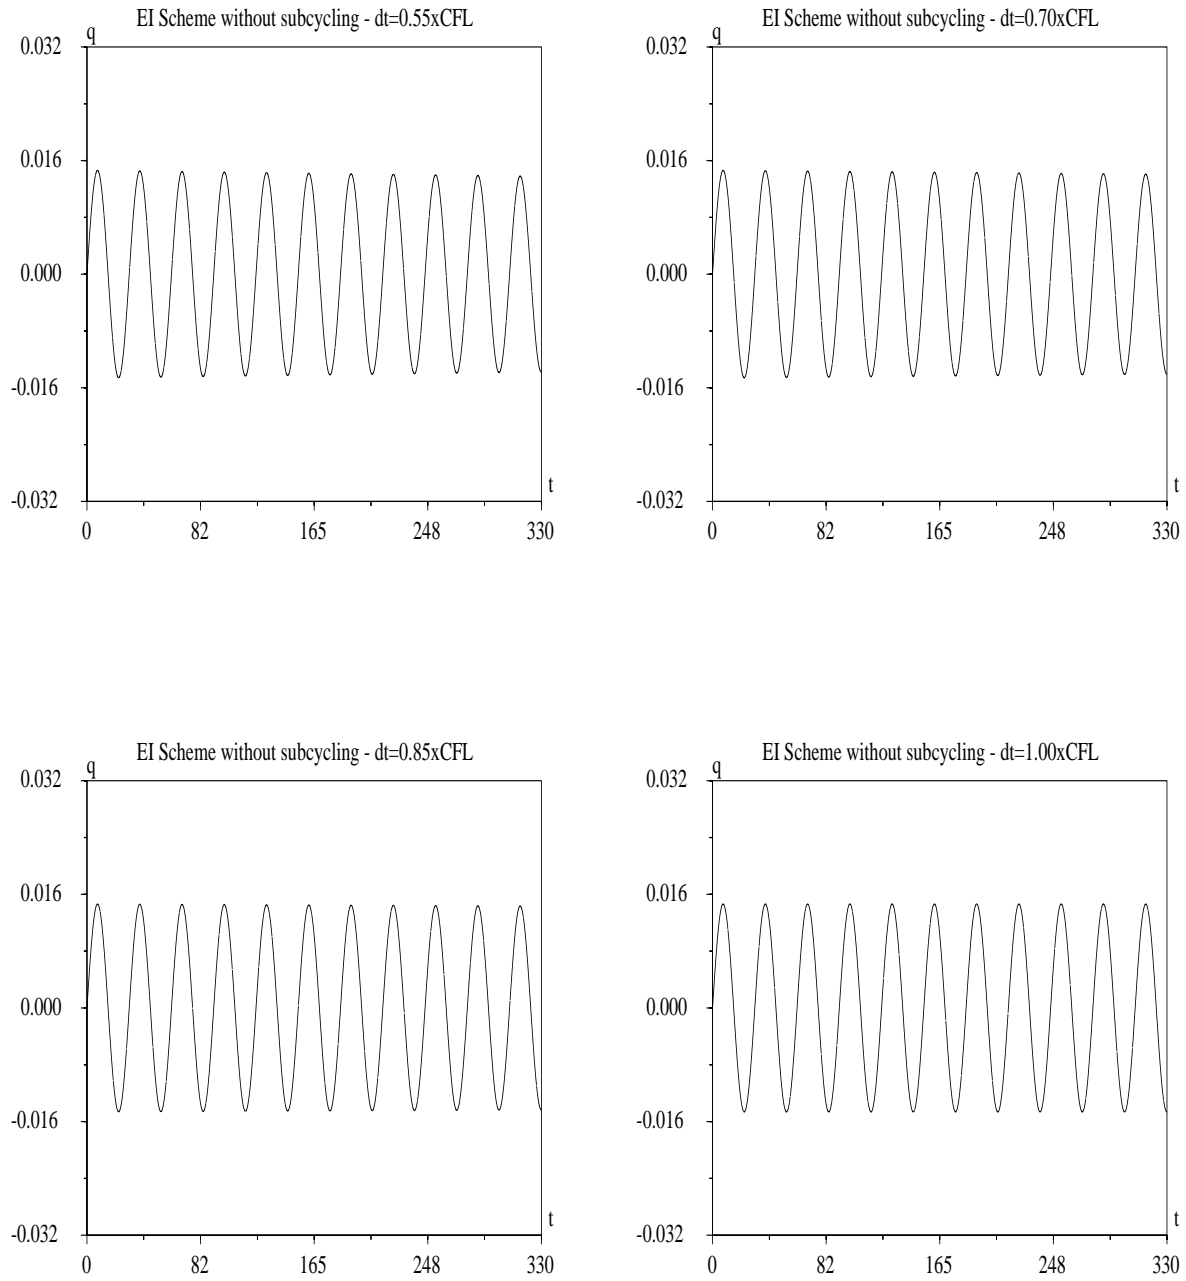 EI Scheme without subcycling - dt=0.55xCFL
q
0.032
0.016
0.000
-0.016
-0.032
t
0 82 165 248 330
EI Scheme without subcycling - dt=0.70xCFL
q
0.032
0.016
0.000
-0.016
-0.032
t
0 82 165 248 330
EI Scheme without subcycling - dt=0.85xCFL
q
0.032
0.016
0.000
-0.016
-0.032
t
0 82 165 248 330
EI Scheme without subcycling - dt=1.00xCFL
q
0.032
0.016
0.000
-0.016
-0.032
t
0 82 165 248 330